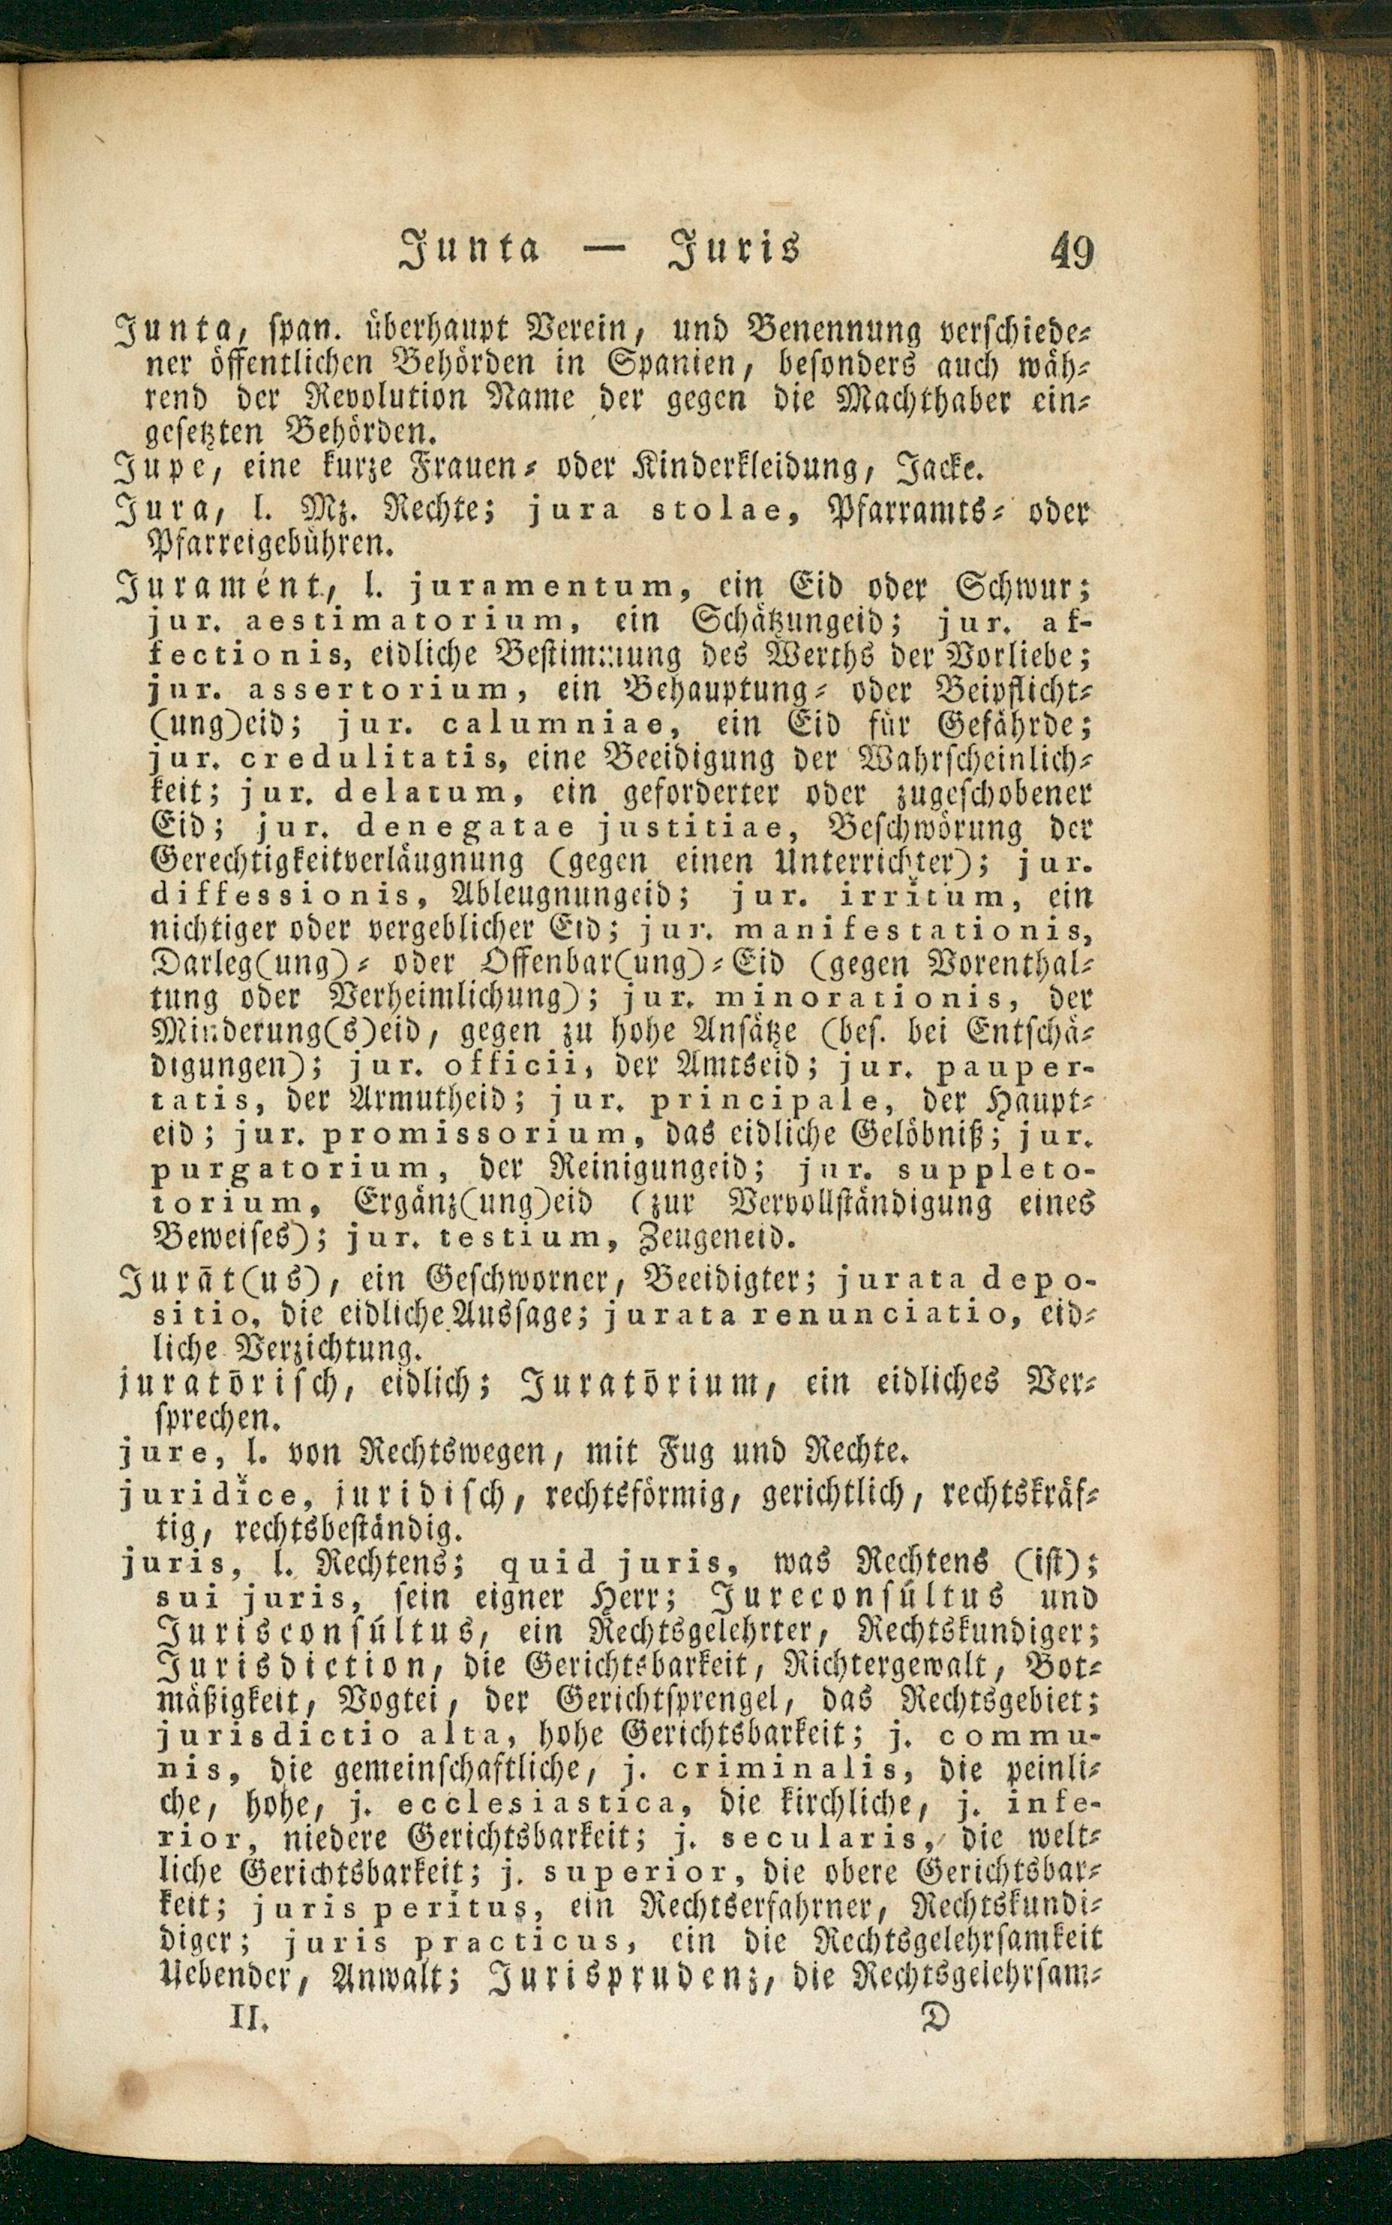 Junta — Juris 49
Junta, span. überhaupt Verein, und Benennung verschiede-
ner öffentlichen Behörden in Spanien, besonders auch wäh-
rend der Revolution Name der gegen die Machthaber ein-
gesetzten Behörden.
Jupe, eine kurze Frauen- oder Kinderkleidung, Jacke.
Jura, l. Mz. Rechte; jura stolae, Pfarramts- oder
Pfarreigebühren.
Juramént, l. juramentum, ein Eid oder Schwur;
jur. aestimatorium, ein Schätzungeid; jur. af-
fectionis, eidliche Bestimmung des Werths der Vorliebe;
jur. assertorium, ein Behauptung- oder Beipflicht-
(ung)eid; jur. calumniae, ein Eid für Gefährde;
jur. credulitatis, eine Beeidigung der Wahrscheinlich-
keit; jur. delatum, ein geforderter oder zugeschobener
Eid; jur. denegatae justitiae, Beschwörung der
Gerechtigkeitverläugnung (gegen einen Unterrichter); jur.
diffessionis, Ableugnungeid; jur. irrĭtum, ein
nichtiger oder vergeblicher Eid; jur. manifestationis,
Darleg(ung)- oder Offenbar(ung)-Eid (gegen Vorenthal-
tung oder Verheimlichung); jur. minorationis, der
Minderung(s)eid, gegen zu hohe Ansätze (bes. bei Entschä-
digungen); jur. officii, der Amtseid; jur. pauper-
tatis, der Armutheid; jur. principale, der Haupt-
eid; jur. promissorium, das eidliche Gelöbniß; jur.
purgatorium, der Reinigungeid; jur. suppleto-
torium, Ergänz(ung)eid (zur Vervollständigung eines
Beweises); jur. testium, Zeugeneid.
Jurāt(us), ein Geschworner, Beeidigter; jurata depo-
sitio, die eidliche Aussage; jurata renunciatio, eid-
liche Verzichtung.
juratōrisch, eidlich; Juratōrium, ein eidliches Ver-
sprechen.
jure, l. von Rechtswegen, mit Fug und Rechte.
juridĭce, juridisch, rechtsförmig, gerichtlich, rechtskräf-
tig, rechtsbeständig.
juris, l. Rechtens; quid juris, was Rechtens (ist);
sui juris, sein eigner Herr; Jureconsúltus und
Jurisconsúltus, ein Rechtsgelehrter, Rechtskundiger;
Jurisdiction, die Gerichtsbarkeit, Richtergewalt, Bot-
mäßigkeit, Vogtei, der Gerichtsprengel, das Rechtsgebiet;
jurisdictio alta, hohe Gerichtsbarkeit; j. commu-
nis, die gemeinschaftliche, j. criminalis, die peinli-
che, hohe, j. ecclesiastica, die kirchliche, j. infe-
rior, niedere Gerichtsbarkeit; j. secularis, die welt-
liche Gerichtsbarkeit; j. superior, die obere Gerichtsbar-
keit; juris perītus, ein Rechtserfahrner, Rechtskundi-
diger; juris practicus, ein die Rechtsgelehrsamkeit
Uebender, Anwalt; Jurisprudenz, die Rechtsgelehrsam-
II. D